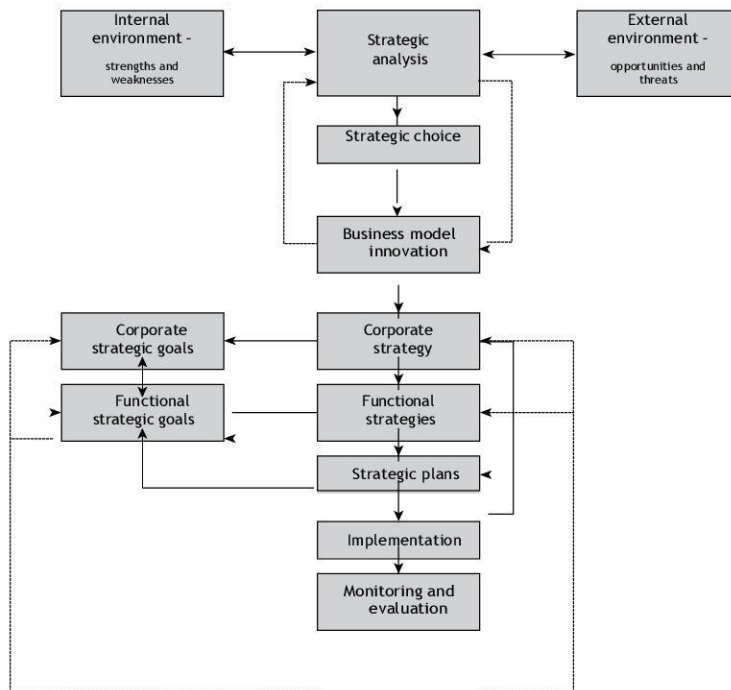 Internal
environment -
strengths and
weaknesses
Strategic
analysis
External
environment -
opportunities and
threats
Strategic choice
Business model
innovation
Corporate
strategic goals
Corporate
strategy
Functional
strategic goals
Functional
strategies
Strategic plans
Implementation
Monitoring and
evaluation